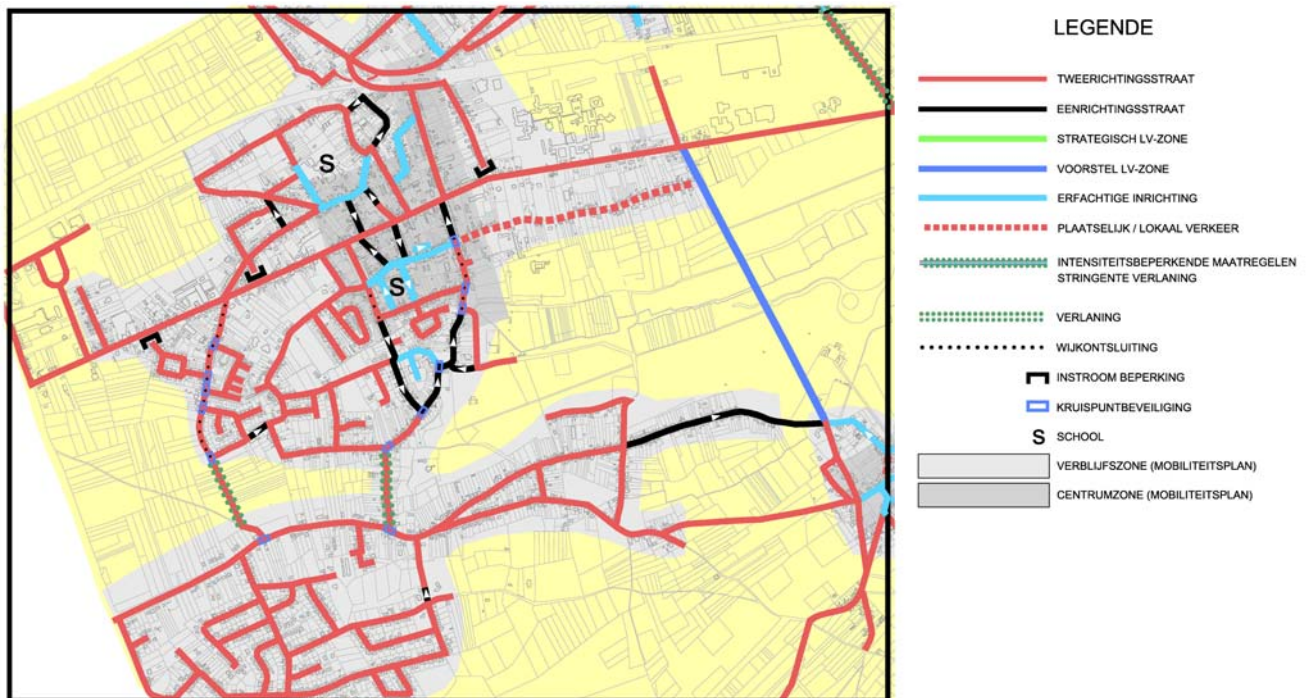 LEGENDE
TWEERICHTINGSSTRAAT
EENRICHTINGSSTRAAT
STRATEGISCH LV-ZONE
VOORSTEL LV-ZONE
ERFACHTIGE INRICHTING
PLAATSELIJK / LOKAAL VERKEER
INTENSITEITSBEPERKENDE MAATREGELEN
STRINGENTE VERLANING
VERLANING
WIJKONTSLUITING
INSTROOM BEPERKING
KRUISPUNTBEVEILIGING
S SCHOOL
VERBLIJFSZONE (MOBILITEITSPLAN)
CENTRUMZONE (MOBILITEITSPLAN)
S
S